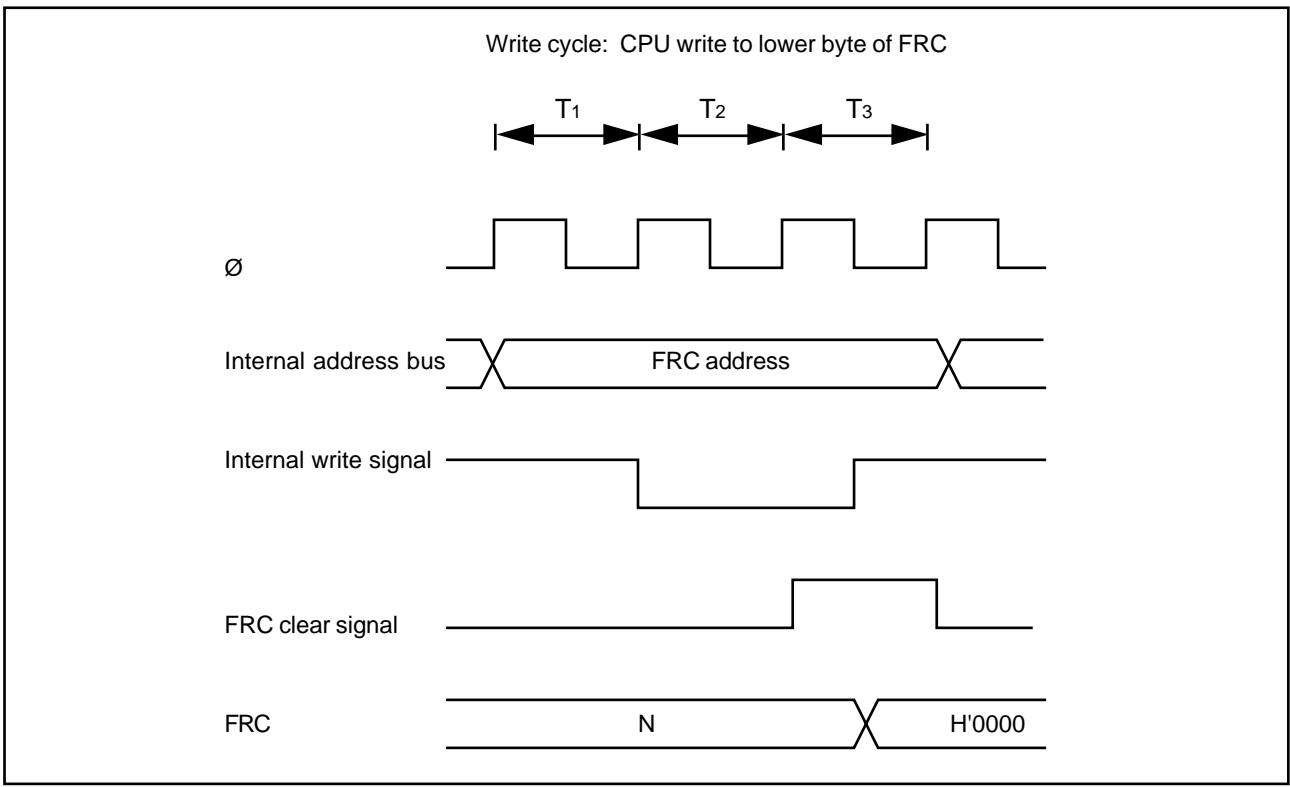 Write cycle: CPU write to lower byte of FRC
T1 T2 T3
Ø
Internal address bus FRC address
Internal write signal
FRC clear signal
FRC N H'0000